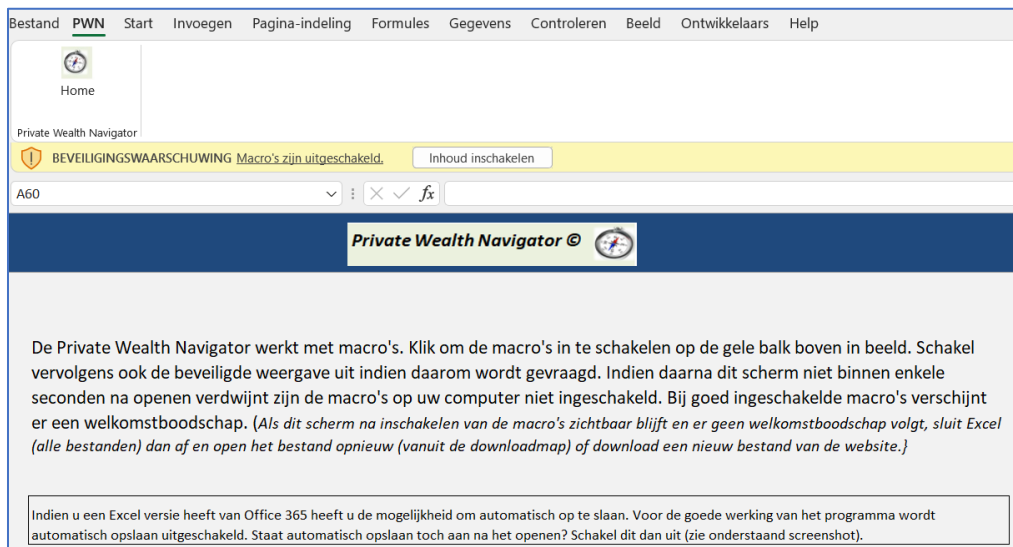 Bestand PWN Start Invoegen Pagina-indeling Formules Gegevens Controleren Beeld Ontwikkelaars Help
Home
Private Wealth Navigator
BEVEILIGINGSWAARSCHUWING Macro's zijn uitgeschakeld. Inhoud inschakelen
A60 fx
Private Wealth Navigator ©
De Private Wealth Navigator werkt met macro's. Klik om de macro's in te schakelen op de gele balk boven in beeld. Schakel
vervolgens ook de beveiligde weergave uit indien daarom wordt gevraagd. Indien daarna dit scherm niet binnen enkele
seconden na openen verdwijnt zijn de macro's op uw computer niet ingeschakeld. Bij goed ingeschakelde macro's verschijnt
er een welkomstboodschap. (Als dit scherm na inschakelen van de macro's zichtbaar blijft en er geen welkomstboodschap volgt, sluit Excel
(alle bestanden) dan af en open het bestand opnieuw (vanuit de downloadmap) of download een nieuw bestand van de website.}
Indien u een Excel versie heeft van Office 365 heeft u de mogelijkheid om automatisch op te slaan. Voor de goede werking van het programma wordt
automatisch opslaan uitgeschakeld. Staat automatisch opslaan toch aan na het openen? Schakel dit dan uit (zie onderstaand screenshot).